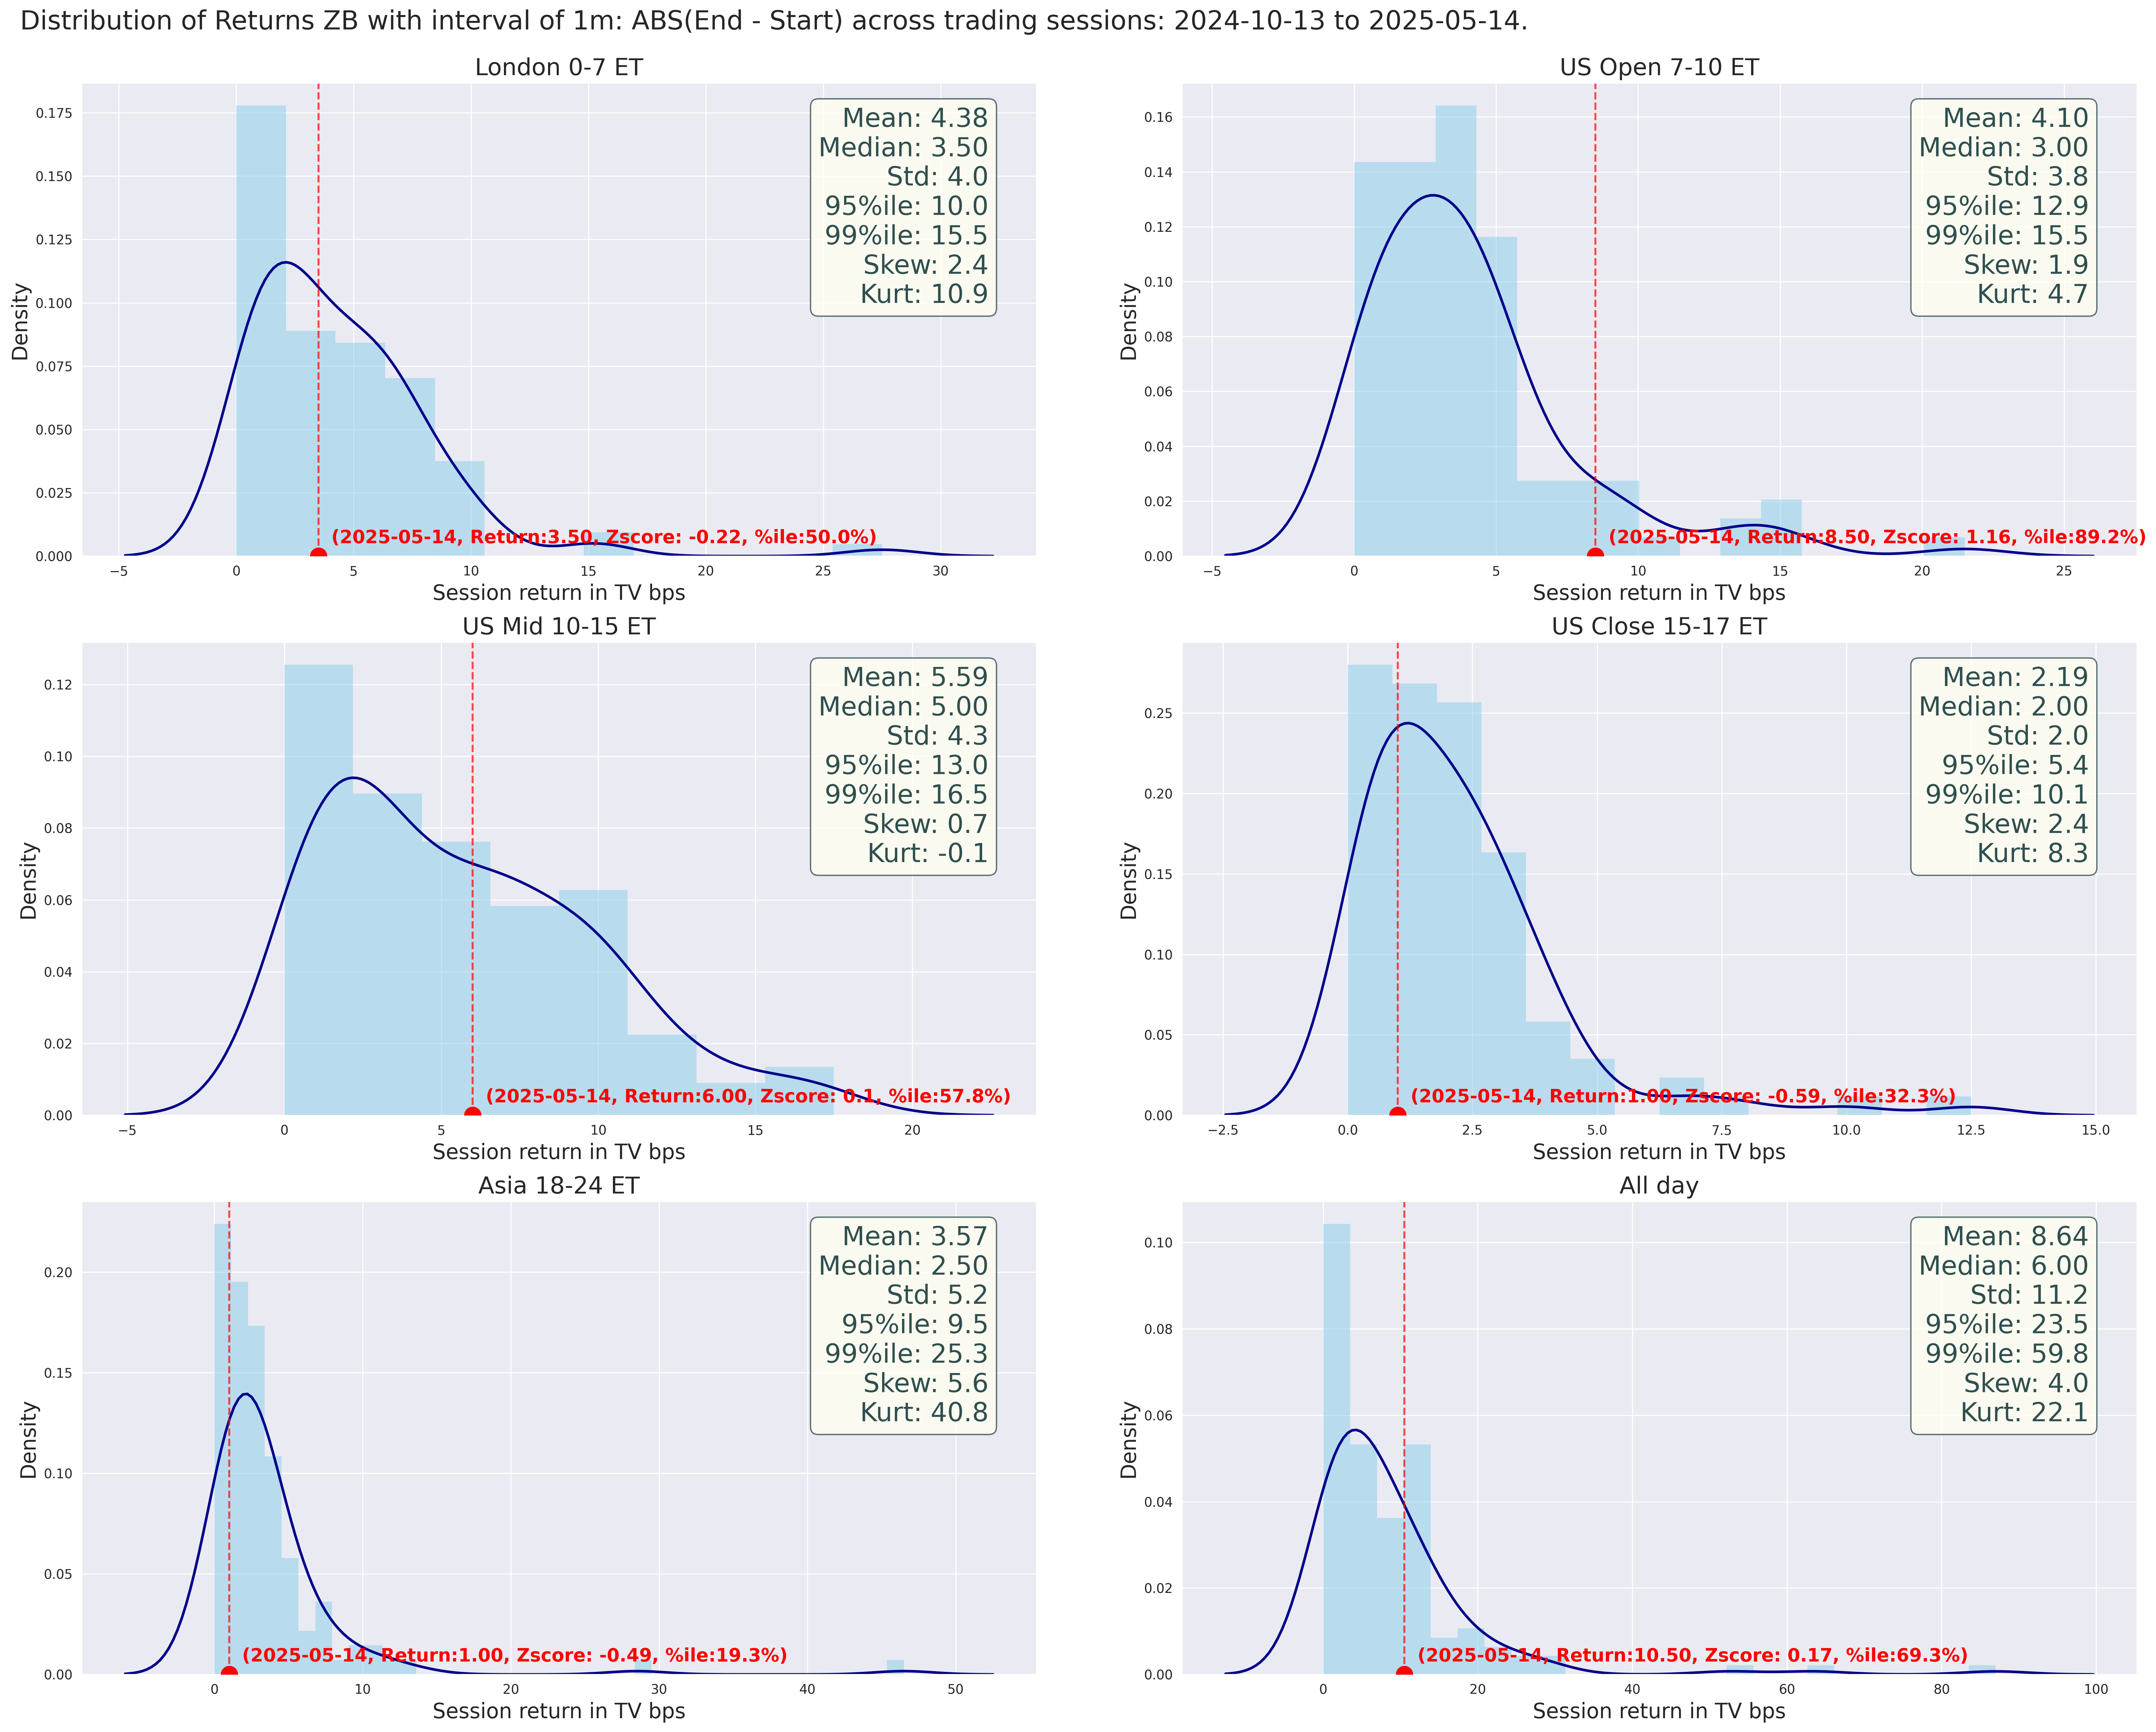 Distribution of Returns ZB with interval of 1m: ABS(End - Start) across trading sessions: 2024-10-13 to 2025-05-14.
London 0-7 ET
Density
0.175
0.150
0.125
0.100
0.075
0.050
0.025
0.000
Mean: 4.38
Median: 3.50
Std: 4.0
95%ile: 10.0
99%ile: 15.5
Skew: 2.4
Kurt: 10.9
(2025-05-14, Return:3.50, Zscore: -0.22, %ile:50.0%)
−5 0 5 10 15 20 25 30
Session return in TV bps
US Open 7-10 ET
Density
0.16
0.14
0.12
0.10
0.08
0.06
0.04
0.02
0.00
Mean: 4.10
Median: 3.00
Std: 3.8
95%ile: 12.9
99%ile: 15.5
Skew: 1.9
Kurt: 4.7
(2025-05-14, Return:8.50, Zscore: 1.16, %ile:89.2%)
−5 0 5 10 15 20 25
Session return in TV bps
US Mid 10-15 ET
Density
0.12
0.10
0.08
0.06
0.04
0.02
0.00
Mean: 5.59
Median: 5.00
Std: 4.3
95%ile: 13.0
99%ile: 16.5
Skew: 0.7
Kurt: -0.1
(2025-05-14, Return:6.00, Zscore: 0.1, %ile:57.8%)
−5 0 5 10 15 20
Session return in TV bps
US Close 15-17 ET
Density
0.25
0.20
0.15
0.10
0.05
0.00
Mean: 2.19
Median: 2.00
Std: 2.0
95%ile: 5.4
99%ile: 10.1
Skew: 2.4
Kurt: 8.3
(2025-05-14, Return:1.00, Zscore: -0.59, %ile:32.3%)
−2.5 0.0 2.5 5.0 7.5 10.0 12.5 15.0
Session return in TV bps
Asia 18-24 ET
Density
0.20
0.15
0.10
0.05
0.00
Mean: 3.57
Median: 2.50
Std: 5.2
95%ile: 9.5
99%ile: 25.3
Skew: 5.6
Kurt: 40.8
(2025-05-14, Return:1.00, Zscore: -0.49, %ile:19.3%)
0 10 20 30 40 50
Session return in TV bps
All day
Density
0.10
0.08
0.06
0.04
0.02
0.00
Mean: 8.64
Median: 6.00
Std: 11.2
95%ile: 23.5
99%ile: 59.8
Skew: 4.0
Kurt: 22.1
(2025-05-14, Return:10.50, Zscore: 0.17, %ile:69.3%)
0 20 40 60 80 100
Session return in TV bps